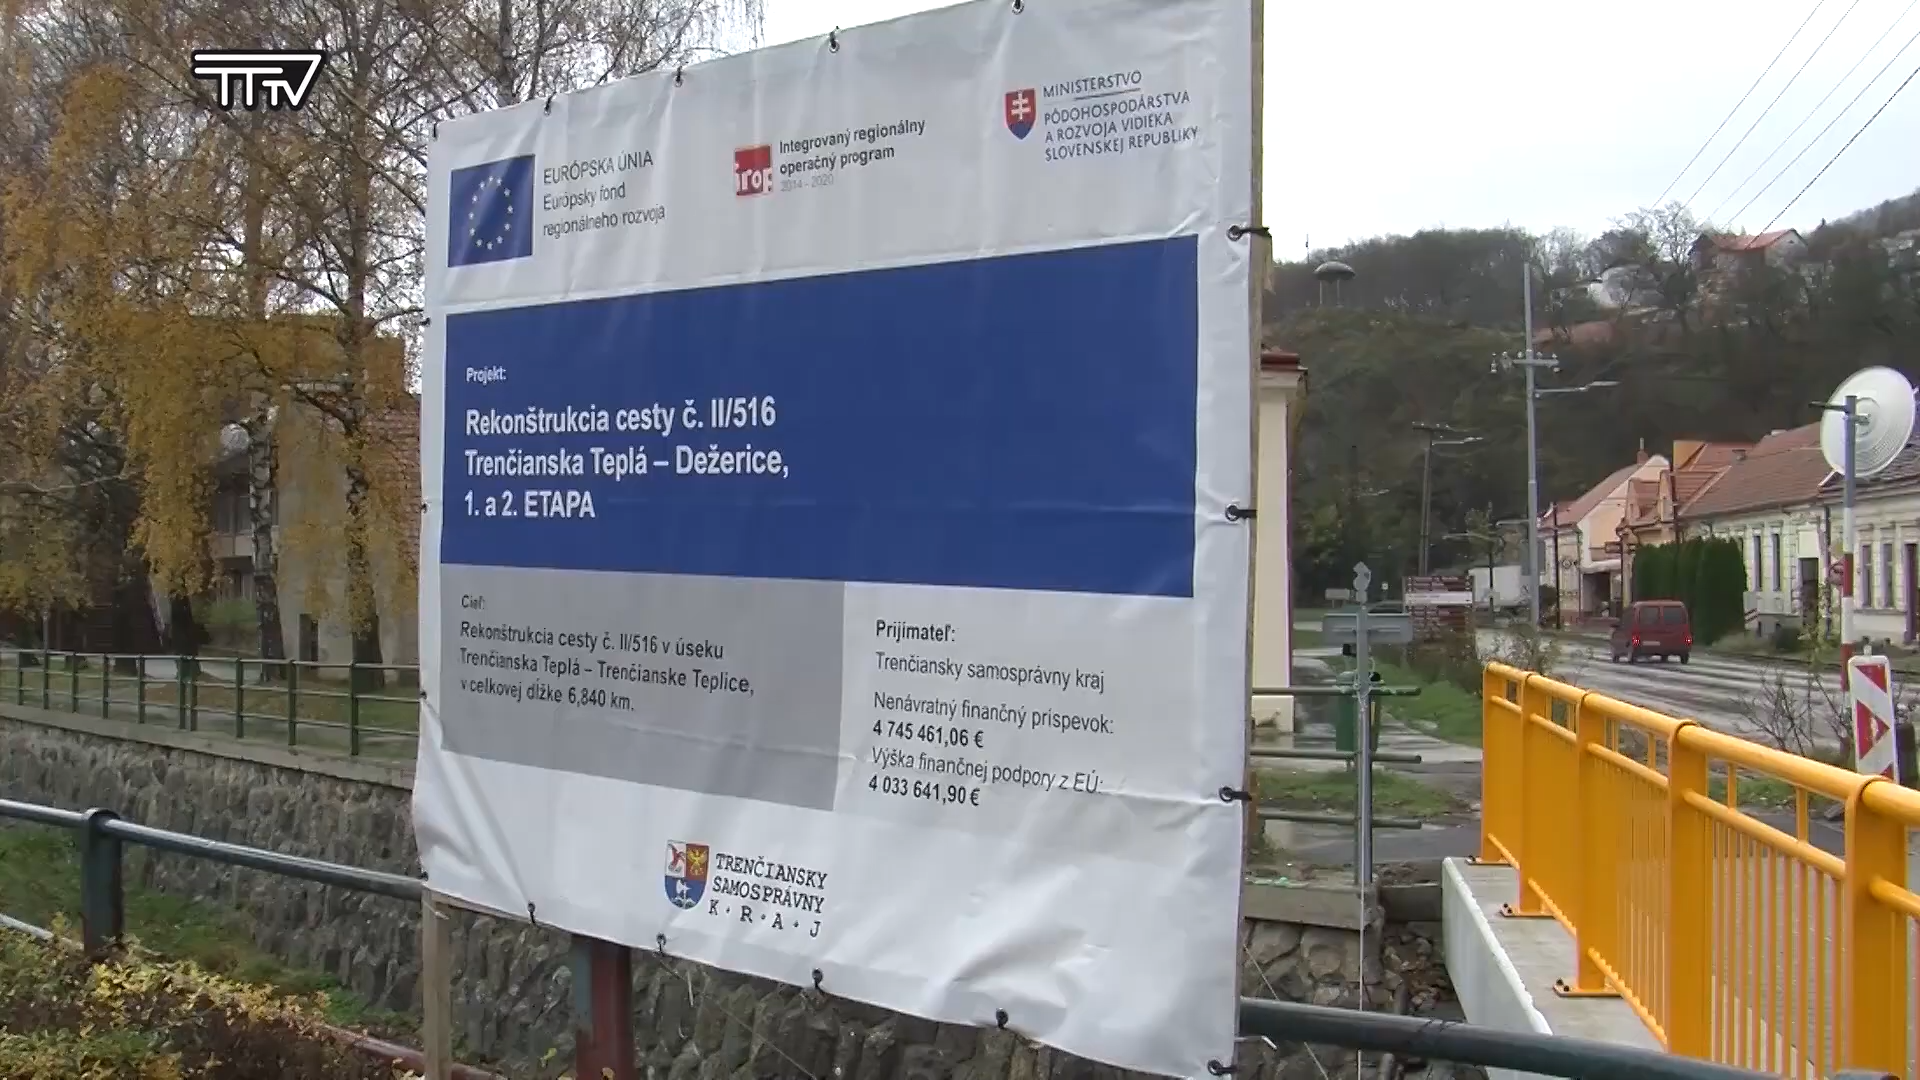 TTTV
EURÓPSKA ÚNIA
Európsky fond
regionálneho rozvoja
irop
Integrovaný regionálny
operačný program
2014 - 2020
MINISTERSTVO
PÔDOHOSPODÁRSTVA
A ROZVOJA VIDIEKA
SLOVENSKEJ REPUBLIKY
Projekt:
Rekonštrukcia cesty č. II/516
Trenčianska Teplá – Dežerice,
1. a 2. ETAPA
Cieľ:
Rekonštrukcia cesty č. II/516 v úseku
Trenčianska Teplá – Trenčianske Teplice,
v celkovej dĺžke 6,840 km.
Prijímateľ:
Trenčiansky samosprávny kraj
Nenávratný finančný príspevok:
4 745 461,06 €
Výška finančnej podpory z EÚ:
4 033 641,90 €
TRENČIANSKY
SAMOSPRÁVNY
K • R • A • J